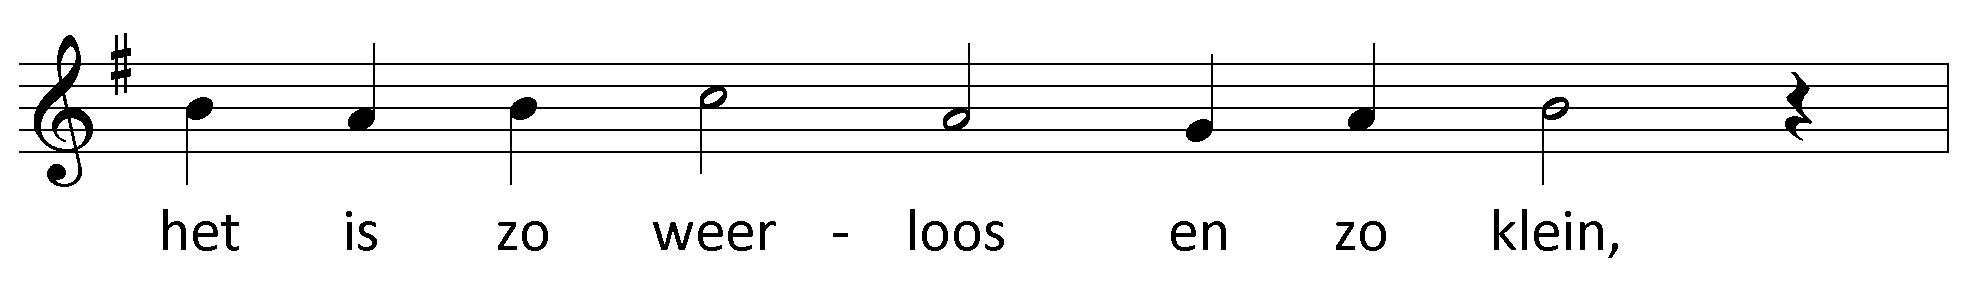 het is zo weer - loos en zo klein,